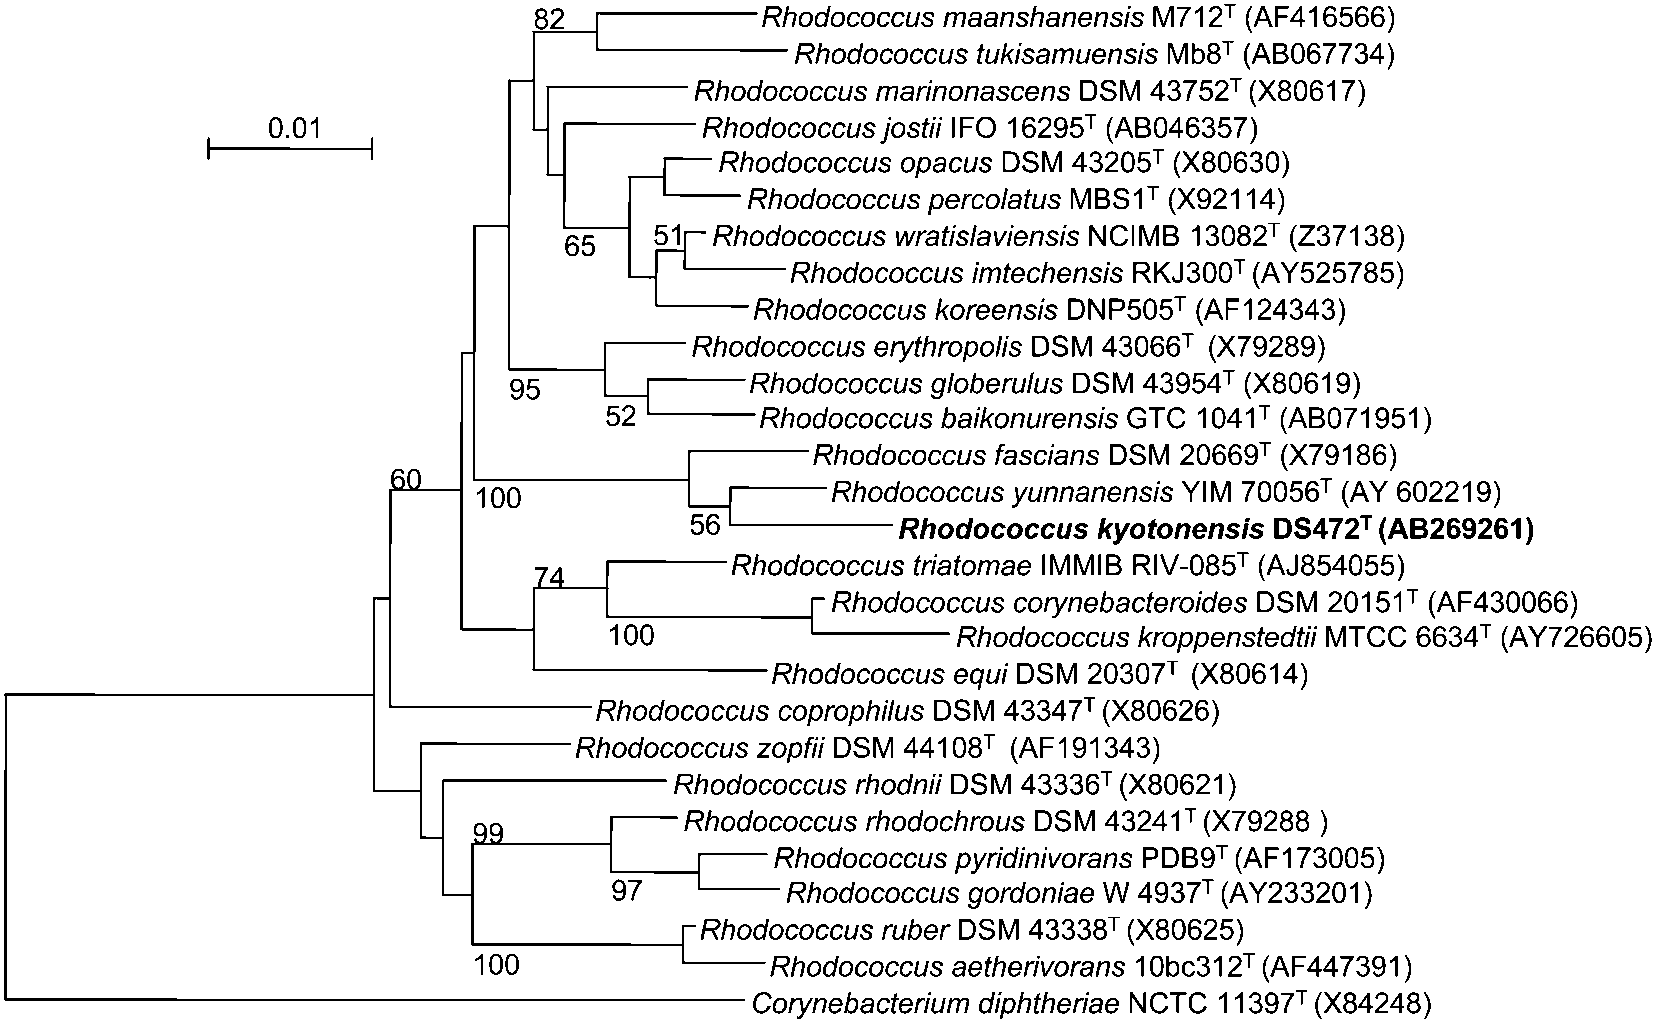 82
Rhodococcus maanshanensis M712ᵀ (AF416566)
Rhodococcus tukisamuensis Mb8ᵀ (AB067734)
Rhodococcus marinonascens DSM 43752ᵀ (X80617)
0.01
Rhodococcus jostii IFO 16295ᵀ (AB046357)
Rhodococcus opacus DSM 43205ᵀ (X80630)
Rhodococcus percolatus MBS1ᵀ (X92114)
65
51
Rhodococcus wratislaviensis NCIMB 13082ᵀ (Z37138)
Rhodococcus imtechensis RKJ300ᵀ (AY525785)
Rhodococcus koreensis DNP505ᵀ (AF124343)
Rhodococcus erythropolis DSM 43066ᵀ (X79289)
95
Rhodococcus globerulus DSM 43954ᵀ (X80619)
52
Rhodococcus baikonurensis GTC 1041ᵀ (AB071951)
Rhodococcus fascians DSM 20669ᵀ (X79186)
60
100
Rhodococcus yunnanensis YIM 70056ᵀ (AY 602219)
56
Rhodococcus kyotonensis DS472ᵀ (AB269261)
74
Rhodococcus triatomae IMMIB RIV-085ᵀ (AJ854055)
Rhodococcus corynebacteroides DSM 20151ᵀ (AF430066)
100
Rhodococcus kroppenstedtii MTCC 6634ᵀ (AY726605)
Rhodococcus equi DSM 20307ᵀ (X80614)
Rhodococcus coprophilus DSM 43347ᵀ (X80626)
Rhodococcus zopfii DSM 44108ᵀ (AF191343)
Rhodococcus rhodnii DSM 43336ᵀ (X80621)
99
Rhodococcus rhodochrous DSM 43241ᵀ (X79288 )
Rhodococcus pyridinivorans PDB9ᵀ (AF173005)
97
Rhodococcus gordoniae W 4937ᵀ (AY233201)
Rhodococcus ruber DSM 43338ᵀ (X80625)
100
Rhodococcus aetherivorans 10bc312ᵀ (AF447391)
Corynebacterium diphtheriae NCTC 11397ᵀ (X84248)